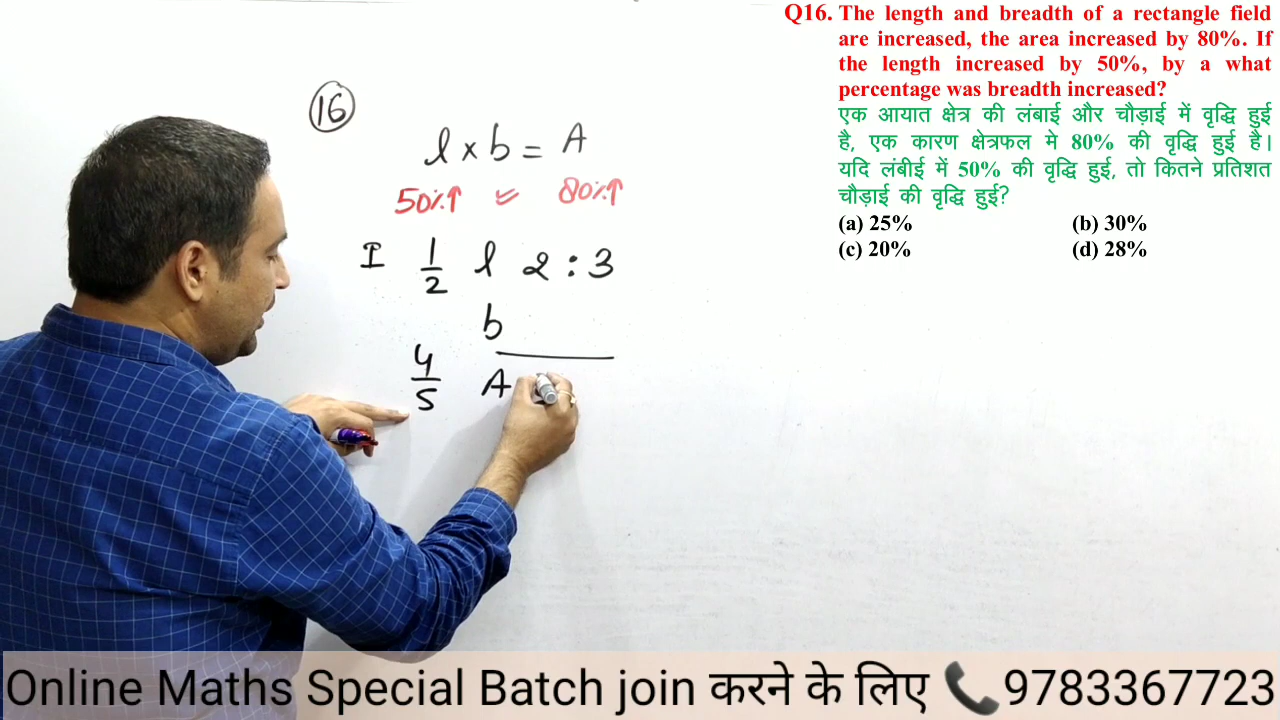 Q16. The length and breadth of a rectangle field
are increased, the area increased by 80%. If
the length increased by 50%, by a what
percentage was breadth increased?
एक आयात क्षेत्र की लंबाई और चौड़ाई में वृद्धि हुई
है, एक कारण क्षेत्रफल मे 80% की वृद्धि हुई है।
यदि लंबीई में 50% की वृद्धि हुई, तो कितने प्रतिशत
चौड़ाई की वृद्धि हुई?
(a) 25% (b) 30%
(c) 20% (d) 28%
16
l × b = A
50%↑ 80%↑
I 1/2 l 2 : 3
b
4/5 A
Online Maths Special Batch join करने के लिए 📞9783367723